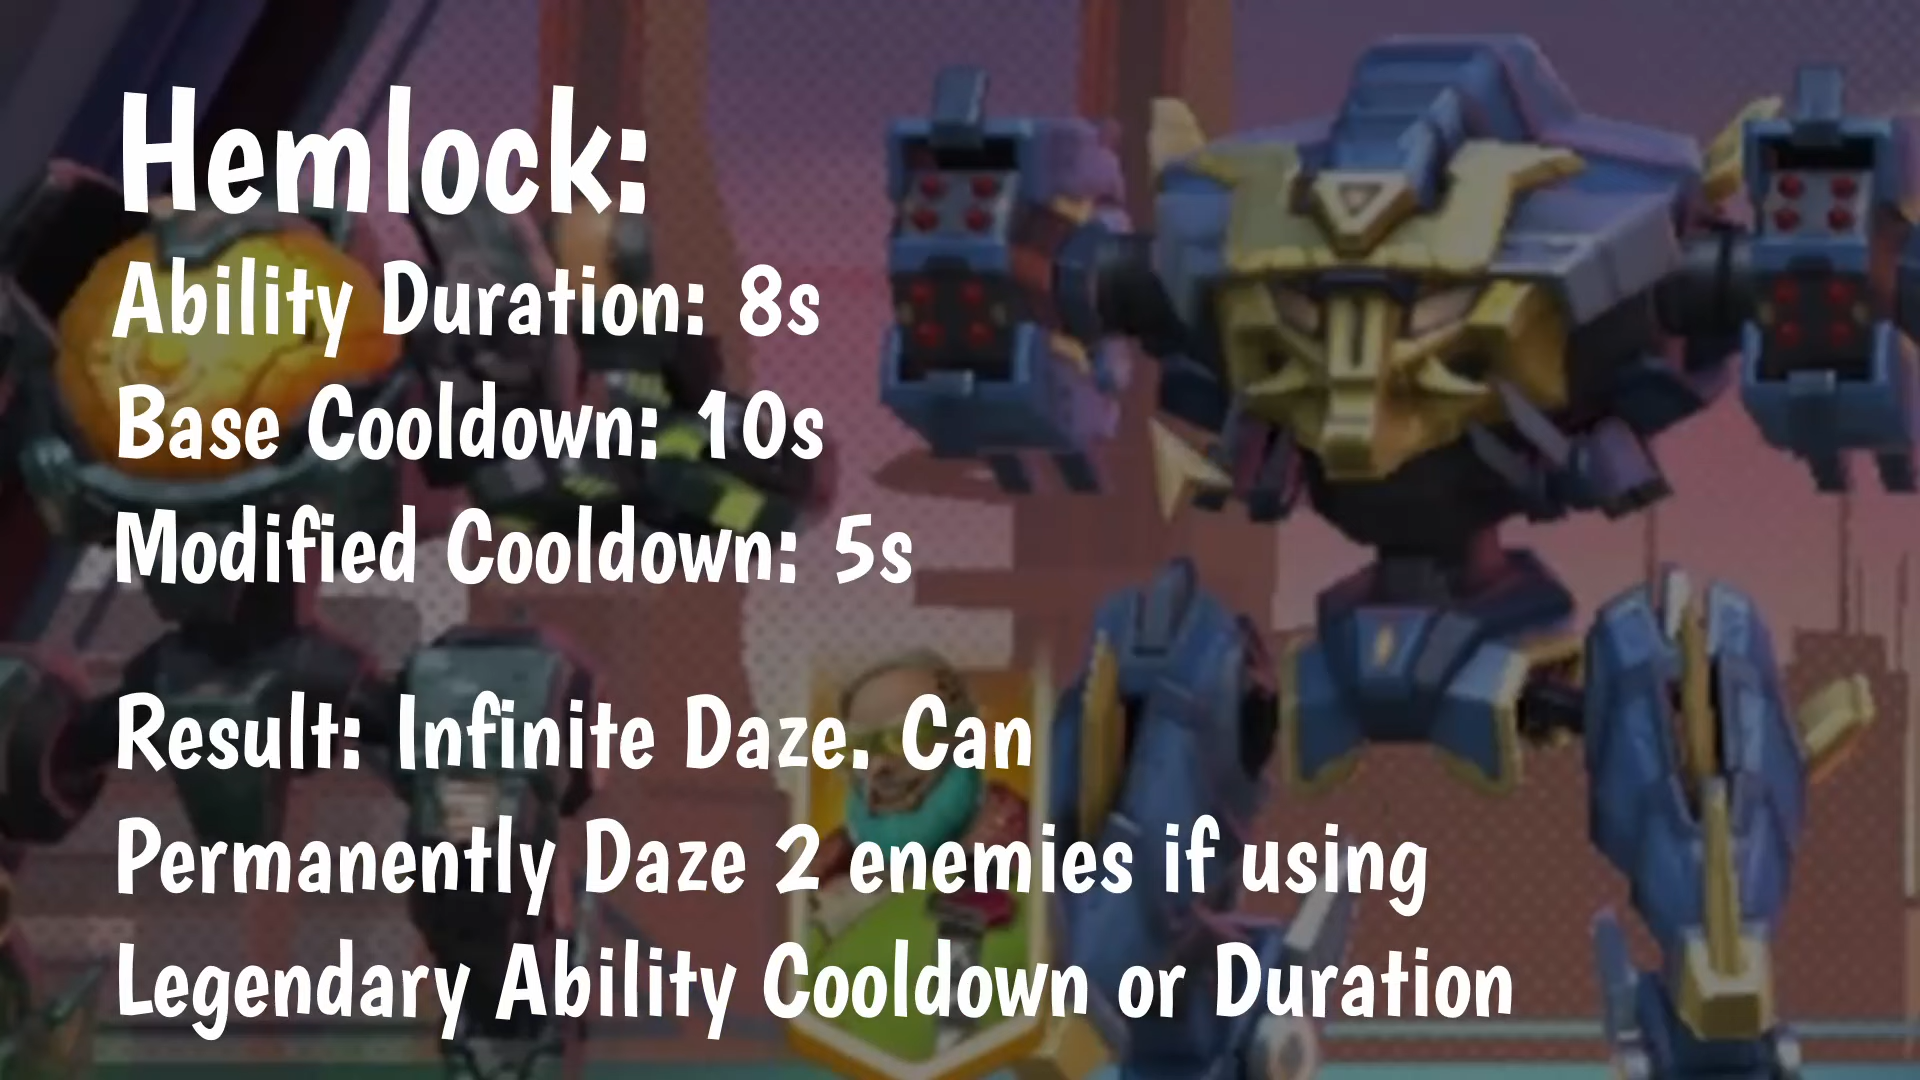 Hemlock:
Ability Duration: 8s
Base Cooldown: 10s
Modified Cooldown: 5s
Result: Infinite Daze. Can
Permanently Daze 2 enemies if using
Legendary Ability Cooldown or Duration